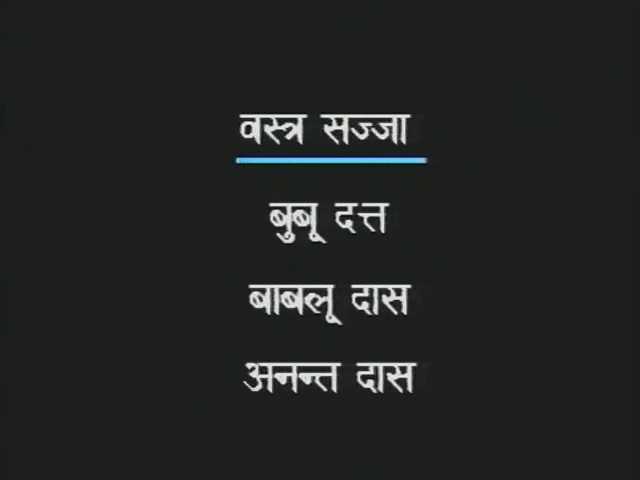 वस्त्र सज्जा
बुबू दत्त
बाबलू दास
अनन्त दास